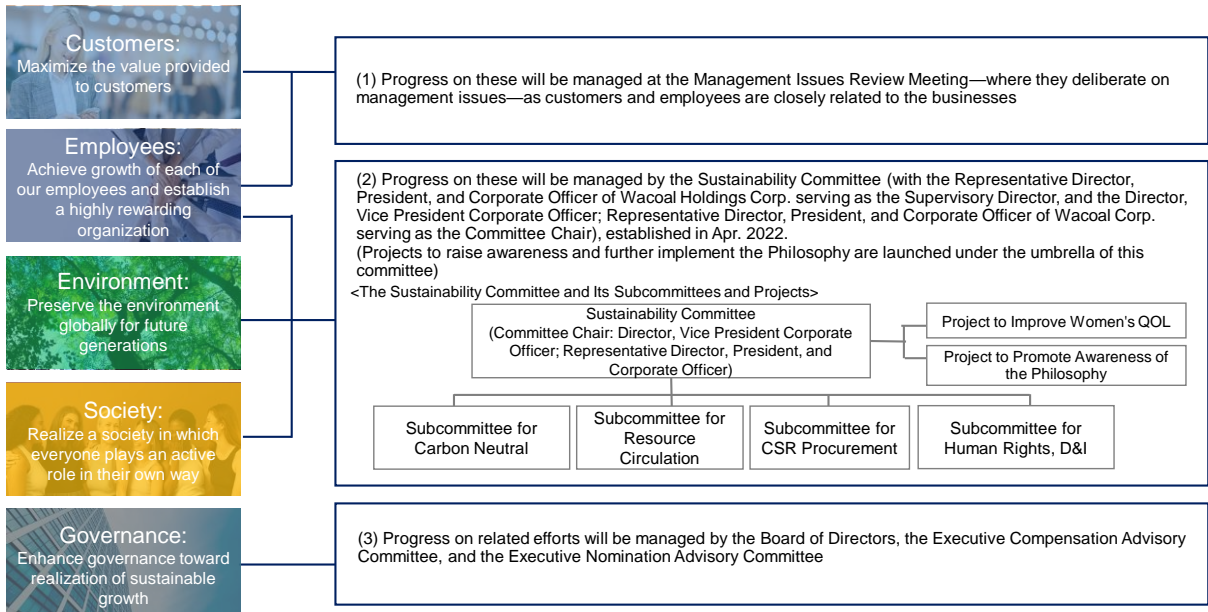 Customers:
Maximize the value provided
to customers
(1) Progress on these will be managed at the Management Issues Review Meeting—where they deliberate on
management issues—as customers and employees are closely related to the businesses
Employees:
Achieve growth of each of
our employees and establish
a highly rewarding
organization
Environment:
Preserve the environment
globally for future
generations
Society:
Realize a society in which
everyone plays an active
role in their own way
(2) Progress on these will be managed by the Sustainability Committee (with the Representative Director,
President, and Corporate Officer of Wacoal Holdings Corp. serving as the Supervisory Director, and the Director,
Vice President Corporate Officer; Representative Director, President, and Corporate Officer of Wacoal Corp.
serving as the Committee Chair), established in Apr. 2022.
(Projects to raise awareness and further implement the Philosophy are launched under the umbrella of this
committee)
<The Sustainability Committee and Its Subcommittees and Projects>
Sustainability Committee
(Committee Chair: Director, Vice President Corporate
Officer; Representative Director, President, and
Corporate Officer)
Project to Improve Women's QOL
Project to Promote Awareness of
the Philosophy
Subcommittee for
Carbon Neutral
Subcommittee for
Resource
Circulation
Subcommittee for
CSR Procurement
Subcommittee for
Human Rights, D&I
Governance:
Enhance governance toward
realization of sustainable
growth
(3) Progress on related efforts will be managed by the Board of Directors, the Executive Compensation Advisory
Committee, and the Executive Nomination Advisory Committee